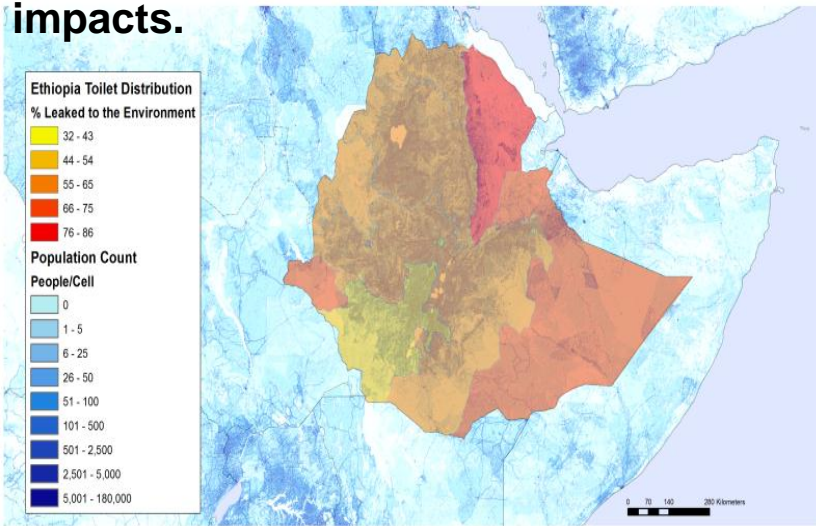 impacts.
Ethiopia Toilet Distribution
% Leaked to the Environment
32 - 43
44 - 54
55 - 65
66 - 75
76 - 86
Population Count
People/Cell
0
1 - 5
6 - 25
26 - 50
51 - 100
101 - 500
501 - 2,500
2,501 - 5,000
5,001 - 180,000
0 70 140 280 Kilometers